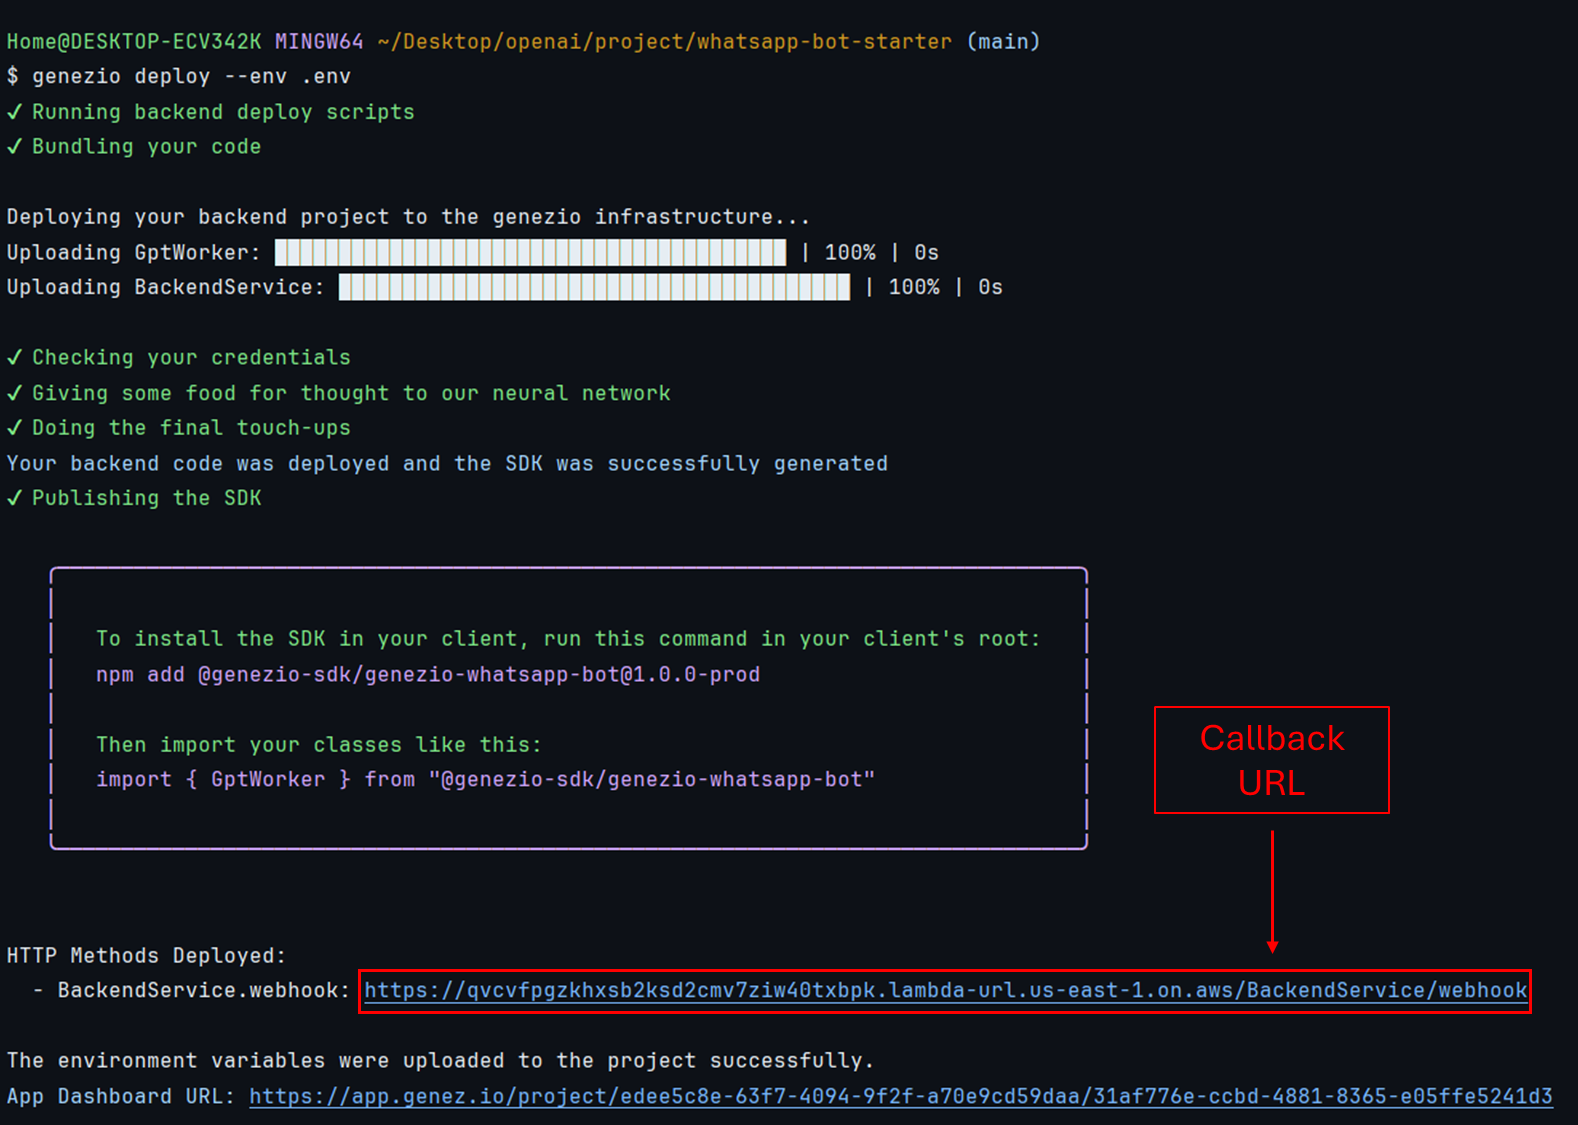 Home@DESKTOP-ECV342K MINGW64 ~/Desktop/openai/project/whatsapp-bot-starter (main)
$ genezio deploy --env .env
✓ Running backend deploy scripts
✓ Bundling your code
Deploying your backend project to the genezio infrastructure...
Uploading GptWorker: ████████████████████████████████████████ | 100% | 0s
Uploading BackendService: ████████████████████████████████████████ | 100% | 0s
✓ Checking your credentials
✓ Giving some food for thought to our neural network
✓ Doing the final touch-ups
Your backend code was deployed and the SDK was successfully generated
✓ Publishing the SDK
To install the SDK in your client, run this command in your client's root:
npm add @genezio-sdk/genezio-whatsapp-bot@1.0.0-prod
Then import your classes like this:
import { GptWorker } from "@genezio-sdk/genezio-whatsapp-bot"
Callback
URL
HTTP Methods Deployed:
- BackendService.webhook: https://qvcvfpgzkhxsb2ksd2cmv7ziw40txbpk.lambda-url.us-east-1.on.aws/BackendService/webhook
The environment variables were uploaded to the project successfully.
App Dashboard URL: https://app.genez.io/project/edee5c8e-63f7-4094-9f2f-a70e9cd59daa/31af776e-ccbd-4881-8365-e05ffe5241d3